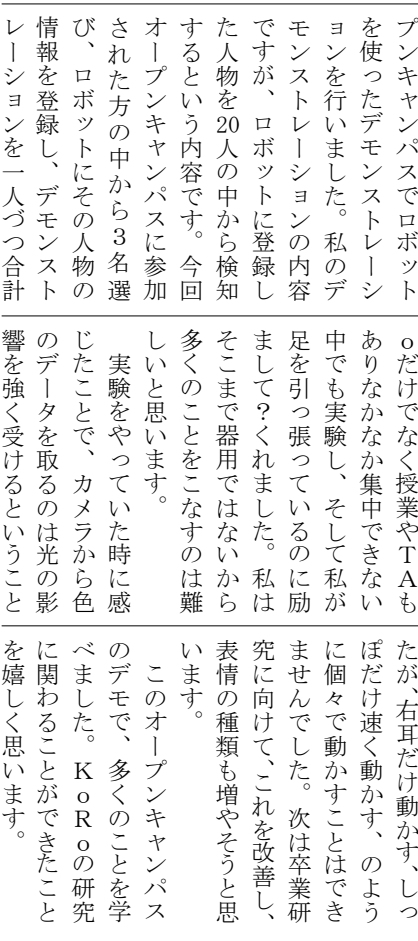 プンキャンパスでロボット
を使ったデモンストレーシ
ョンを行いました。私のデ
モンストレーションの内容
ですが、ロボットに登録し
た人物を20人の中から検知
するという内容です。今回
オープンキャンパスに参加
された方の中から３名選
び、ロボットにその人物の
情報を登録し、デモンスト
レーションを一人づつ合計
ｏだけでなく授業やＴＡも
ありなかなか集中できない
中でも実験し、そして私が
足を引っ張っているのに励
まして？くれました。私は
そこまで器用ではないから
多くのことをこなすのは難
しいと思います。
　実験をやっていた時に感
じたことで、カメラから色
のデータを取るのは光の影
響を強く受けるということ
たが、右耳だけ動かす、しっ
ぽだけ速く動かす、のよう
に個々で動かすことはでき
ませんでした。次は卒業研
究に向けて、これを改善し、
表情の種類も増やそうと思
います。
　このオープンキャンパス
のデモで、多くのことを学
べました。ＫｏＲｏの研究
に関わることができたこと
を嬉しく思います。